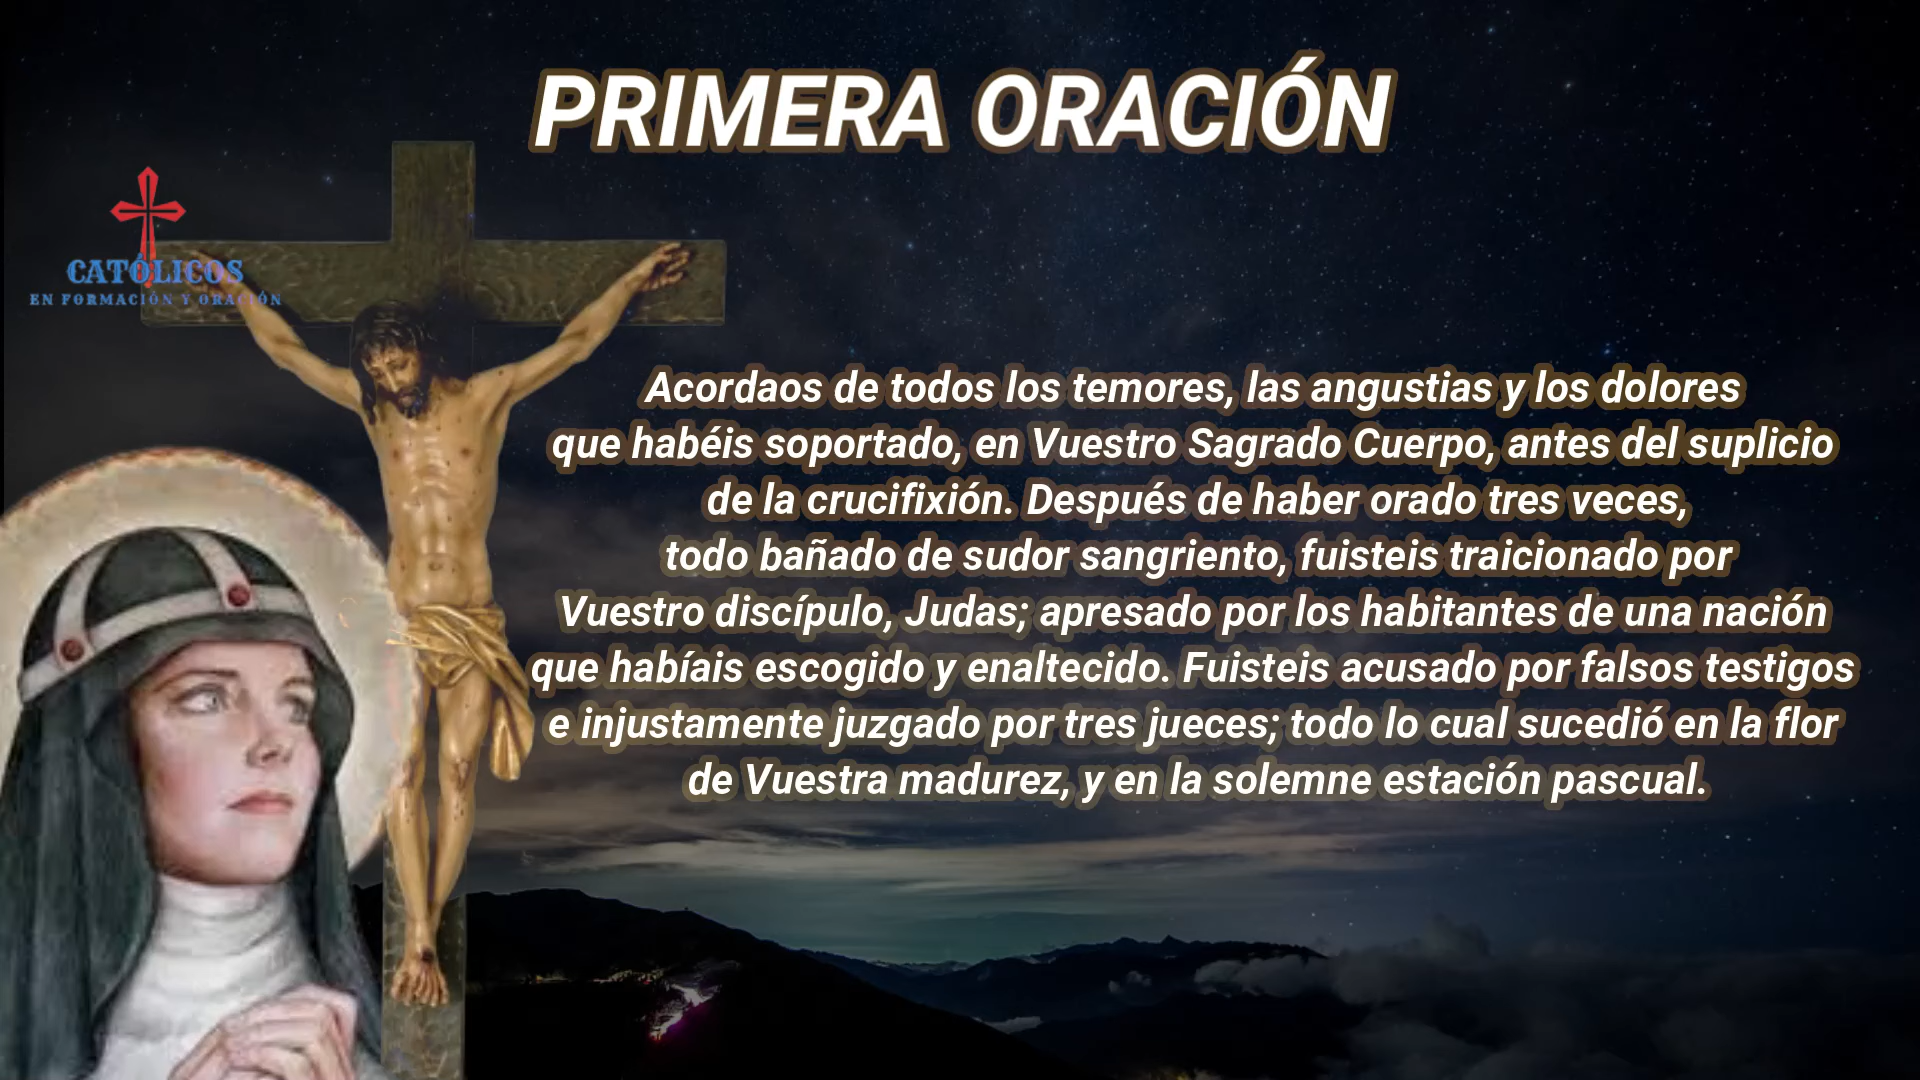 PRIMERA ORACIÓN
CATÓLICOS
EN FORMACIÓN Y ORACIÓN
Acordaos de todos los temores, las angustias y los dolores
que habéis soportado, en Vuestro Sagrado Cuerpo, antes del suplicio
de la crucifixión. Después de haber orado tres veces,
todo bañado de sudor sangriento, fuisteis traicionado por
Vuestro discípulo, Judas; apresado por los habitantes de una nación
que habíais escogido y enaltecido. Fuisteis acusado por falsos testigos
e injustamente juzgado por tres jueces; todo lo cual sucedió en la flor
de Vuestra madurez, y en la solemne estación pascual.